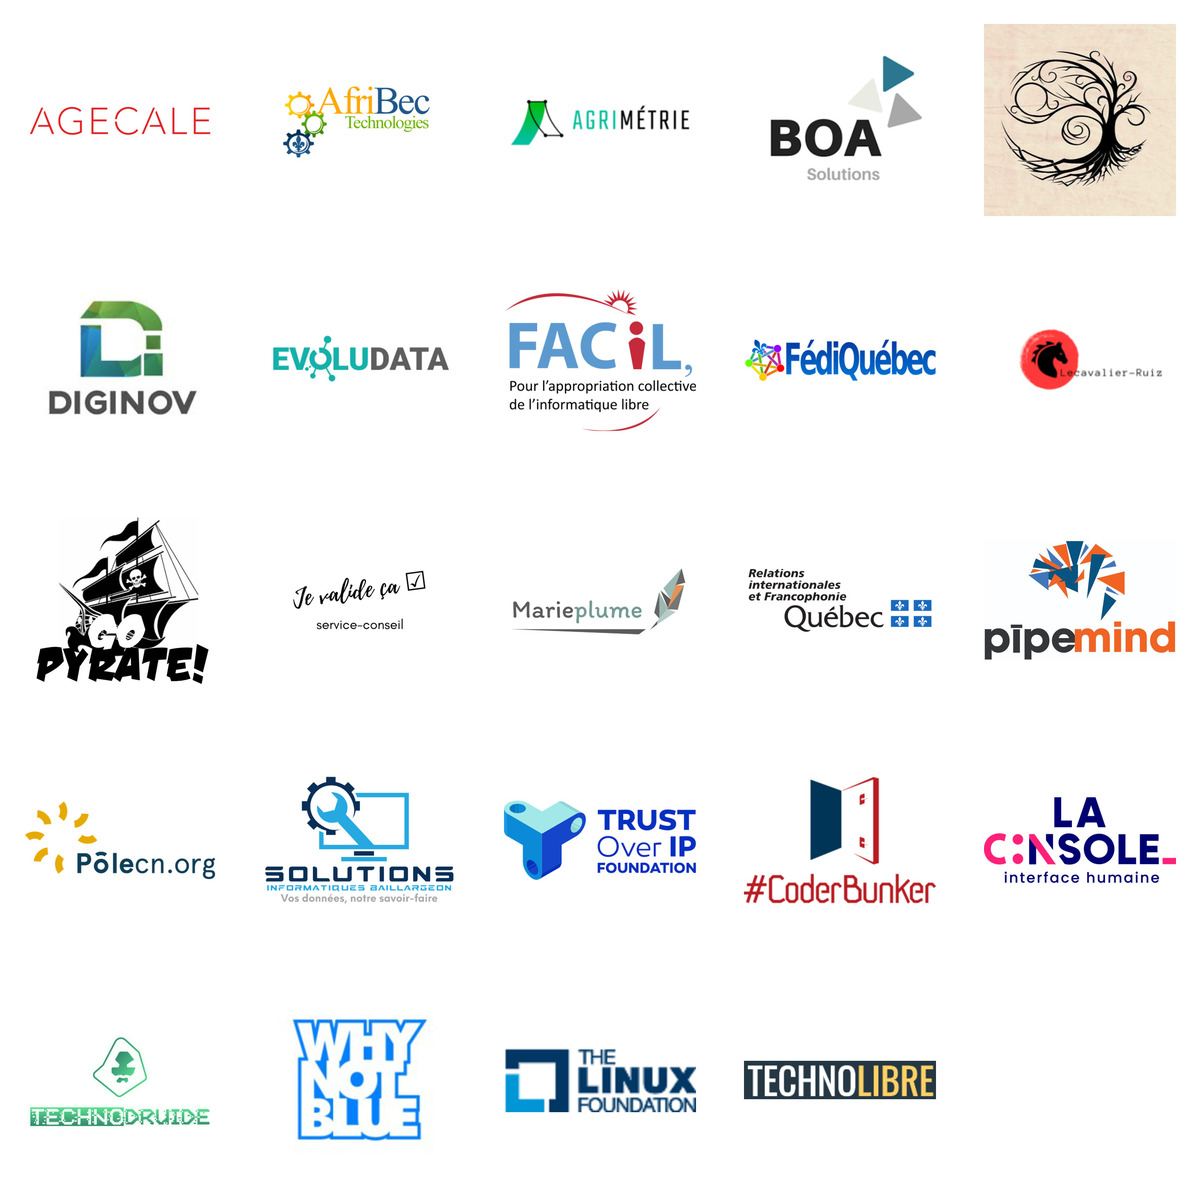 AGECALE
AfriBec
Technologies
AGRIMÉTRIE
BOA
Solutions
DIGINOV
EVOLUDATA
FACiL,
Pour l'appropriation collective
de l'informatique libre
FédiQuébec
Lecavalier-Ruiz
GO
PYRATE!
Je valide ça
service-conseil
Marieplume
Relations
internationales
et Francophonie
Québec
pīpemind
Pōlecn.org
SOLUTIONS
INFORMATIQUES BAILLARGEON
Vos données, notre savoir-faire
TRUST
Over IP
FOUNDATION
#CoderBunker
LA
CONSOLE_
interface humaine
TECHNODRUIDE
WHY
NOT
BLUE
THE
LINUX
FOUNDATION
TECHNOLIBRE